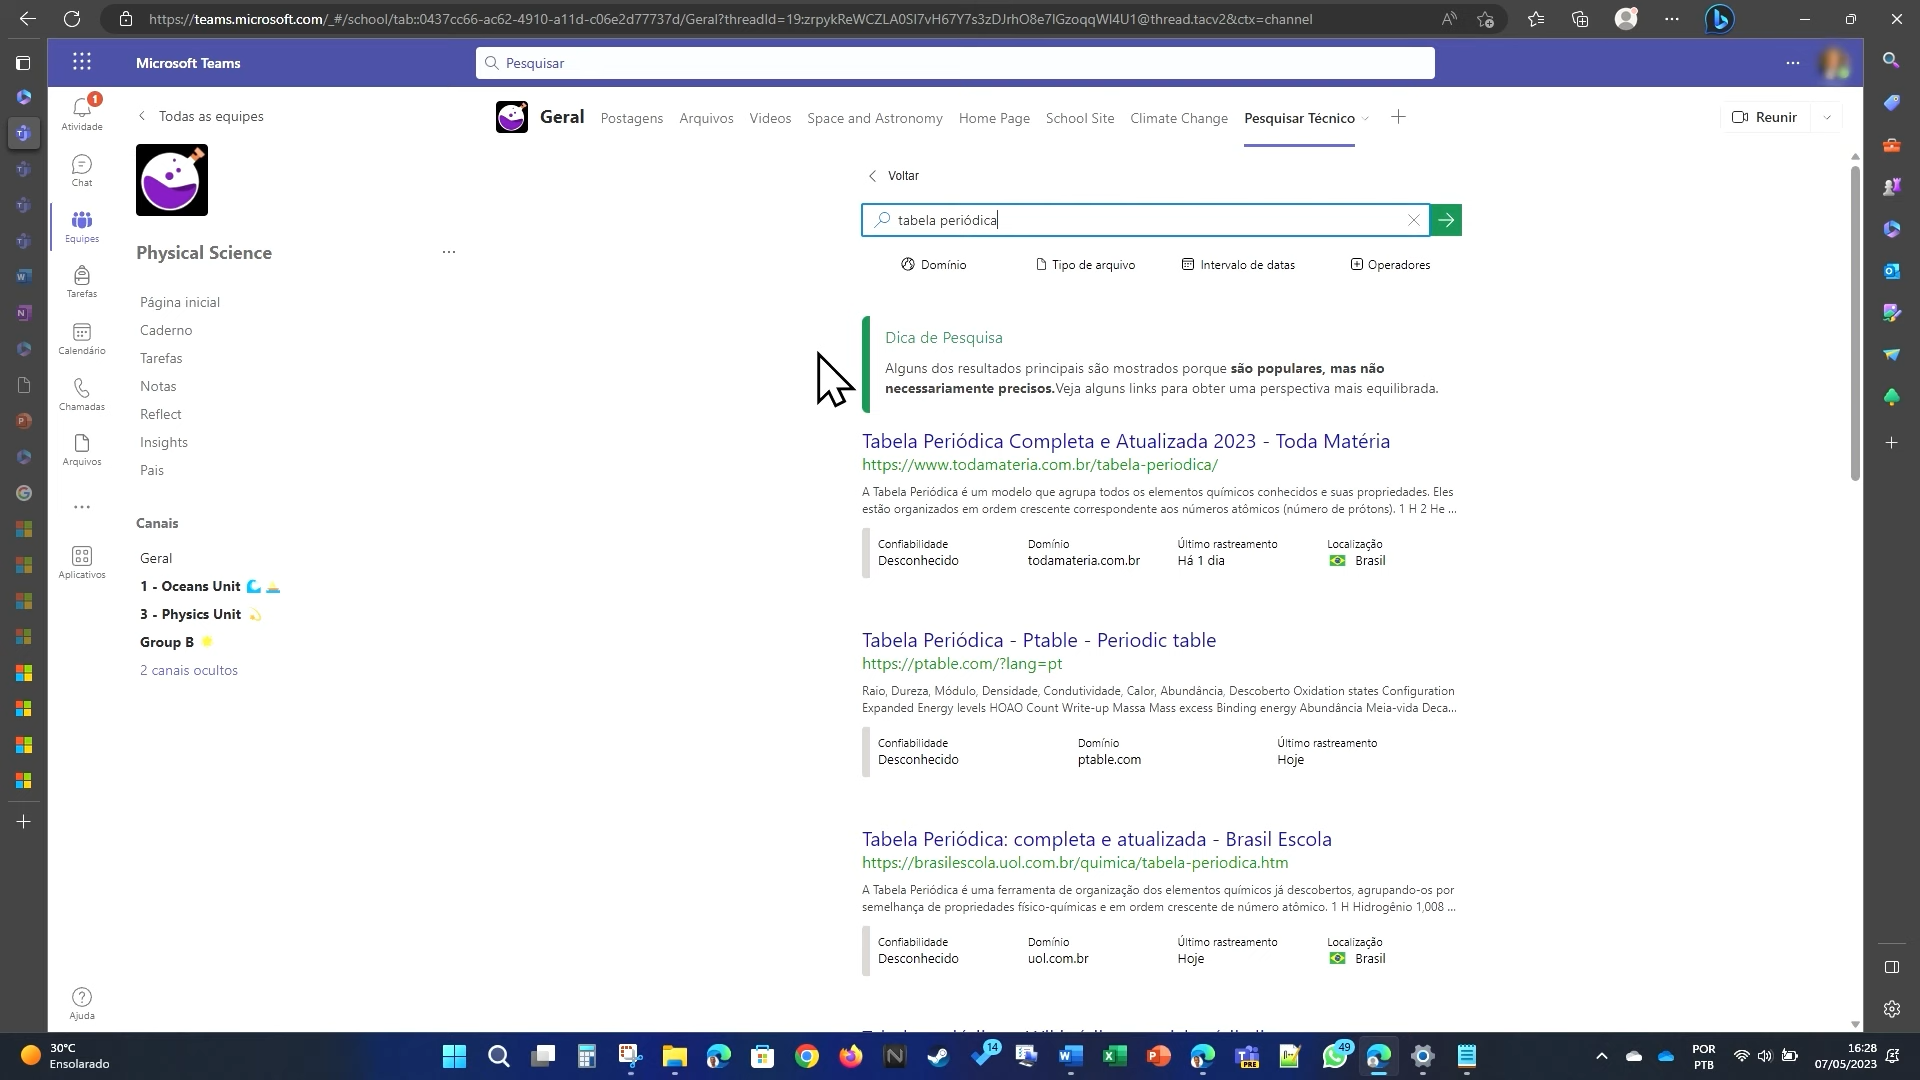 https://teams.microsoft.com/_#/school/tab::0437cc66-ac62-4910-a11d-c06e2d77737d/Geral?threadId=19:zrpykReWCZLA0SI7vH67Y7s3zDJrhO8e7lGzoqqWl4U1@thread.tacv2&ctx=channel
Microsoft Teams
Pesquisar
1
Atividade
Chat
Equipes
Tarefas
Calendário
Chamadas
Arquivos
Aplicativos
Ajuda
Todas as equipes
Physical Science
Página inicial
Caderno
Tarefas
Notas
Reflect
Insights
Pais
Canais
Geral
1 - Oceans Unit
3 - Physics Unit
Group B
2 canais ocultos
Geral Postagens Arquivos Videos Space and Astronomy Home Page School Site Climate Change Pesquisar Técnico
Reunir
Voltar
tabela periódica
Domínio Tipo de arquivo Intervalo de datas Operadores
Dica de Pesquisa
Alguns dos resultados principais são mostrados porque são populares, mas não
necessariamente precisos.Veja alguns links para obter uma perspectiva mais equilibrada.
Tabela Periódica Completa e Atualizada 2023 - Toda Matéria
https://www.todamateria.com.br/tabela-periodica/
A Tabela Periódica é um modelo que agrupa todos os elementos químicos conhecidos e suas propriedades. Eles
estão organizados em ordem crescente correspondente aos números atômicos (número de prótons). 1 H 2 He ...
Confiabilidade Domínio Último rastreamento Localização
Desconhecido todamateria.com.br Há 1 dia Brasil
Tabela Periódica - Ptable - Periodic table
https://ptable.com/?lang=pt
Raio, Dureza, Módulo, Densidade, Condutividade, Calor, Abundância, Descoberto Oxidation states Configuration
Expanded Energy levels HOAO Count Write-up Massa Mass excess Binding energy Abundância Meia-vida Deca...
Confiabilidade Domínio Último rastreamento
Desconhecido ptable.com Hoje
Tabela Periódica: completa e atualizada - Brasil Escola
https://brasilescola.uol.com.br/quimica/tabela-periodica.htm
A Tabela Periódica é uma ferramenta de organização dos elementos químicos já descobertos, agrupando-os por
semelhança de propriedades físico-químicas e em ordem crescente de número atômico. 1 H Hidrogênio 1,008 ...
Confiabilidade Domínio Último rastreamento Localização
Desconhecido uol.com.br Hoje Brasil
30°C
Ensolarado
14
PRE
49
POR
PTB
16:28
07/05/2023